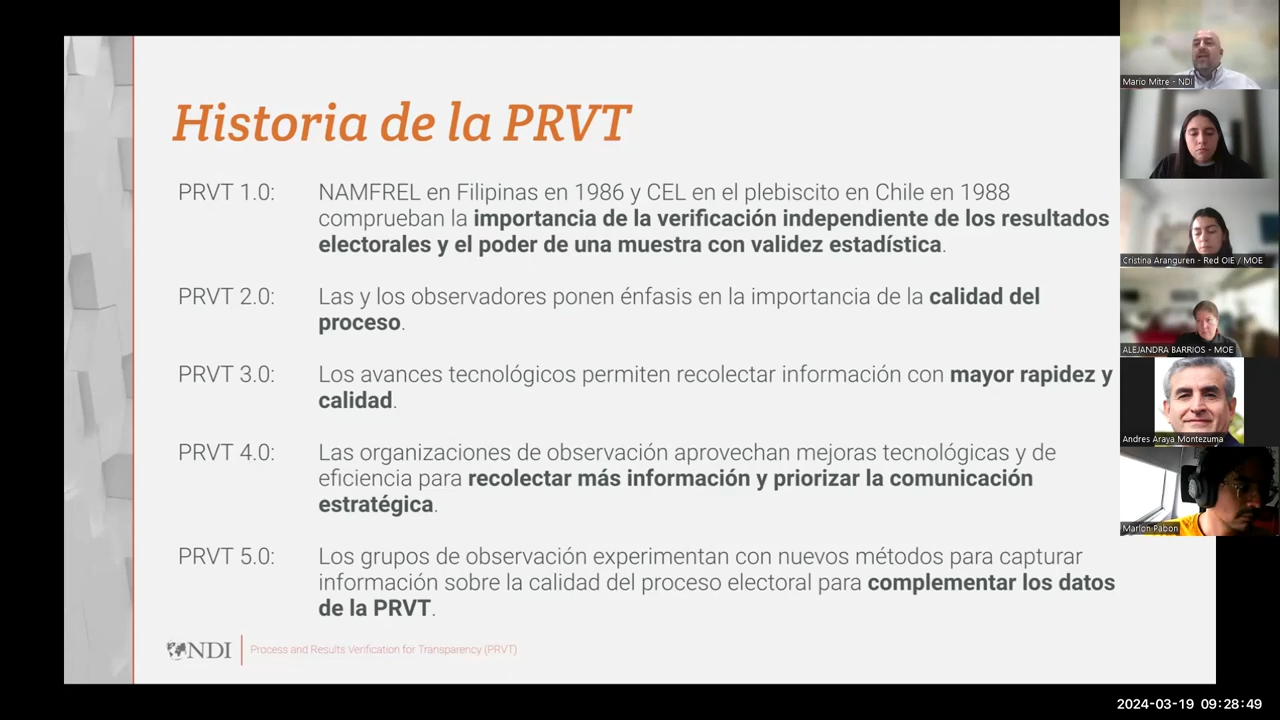 Historia de la PRVT
PRVT 1.0:
NAMFREL en Filipinas en 1986 y CEL en el plebiscito en Chile en 1988
comprueban la importancia de la verificación independiente de los resultados
electorales y el poder de una muestra con validez estadística.
PRVT 2.0:
Las y los observadores ponen énfasis en la importancia de la calidad del
proceso.
PRVT 3.0:
Los avances tecnológicos permiten recolectar información con mayor rapidez y
calidad.
PRVT 4.0:
Las organizaciones de observación aprovechan mejoras tecnológicas y de
eficiencia para recolectar más información y priorizar la comunicación
estratégica.
PRVT 5.0:
Los grupos de observación experimentan con nuevos métodos para capturar
información sobre la calidad del proceso electoral para complementar los datos
de la PRVT.
NDI
Process and Results Verification for Transparency (PRVT)
Mario Mitre - NDI
Cristina Aranguren - Red OIE / MOE
ALEJANDRA BARRIOS - MOE
Andres Araya Montezuma
Marlon Pabon
2024-03-19 09:28:49